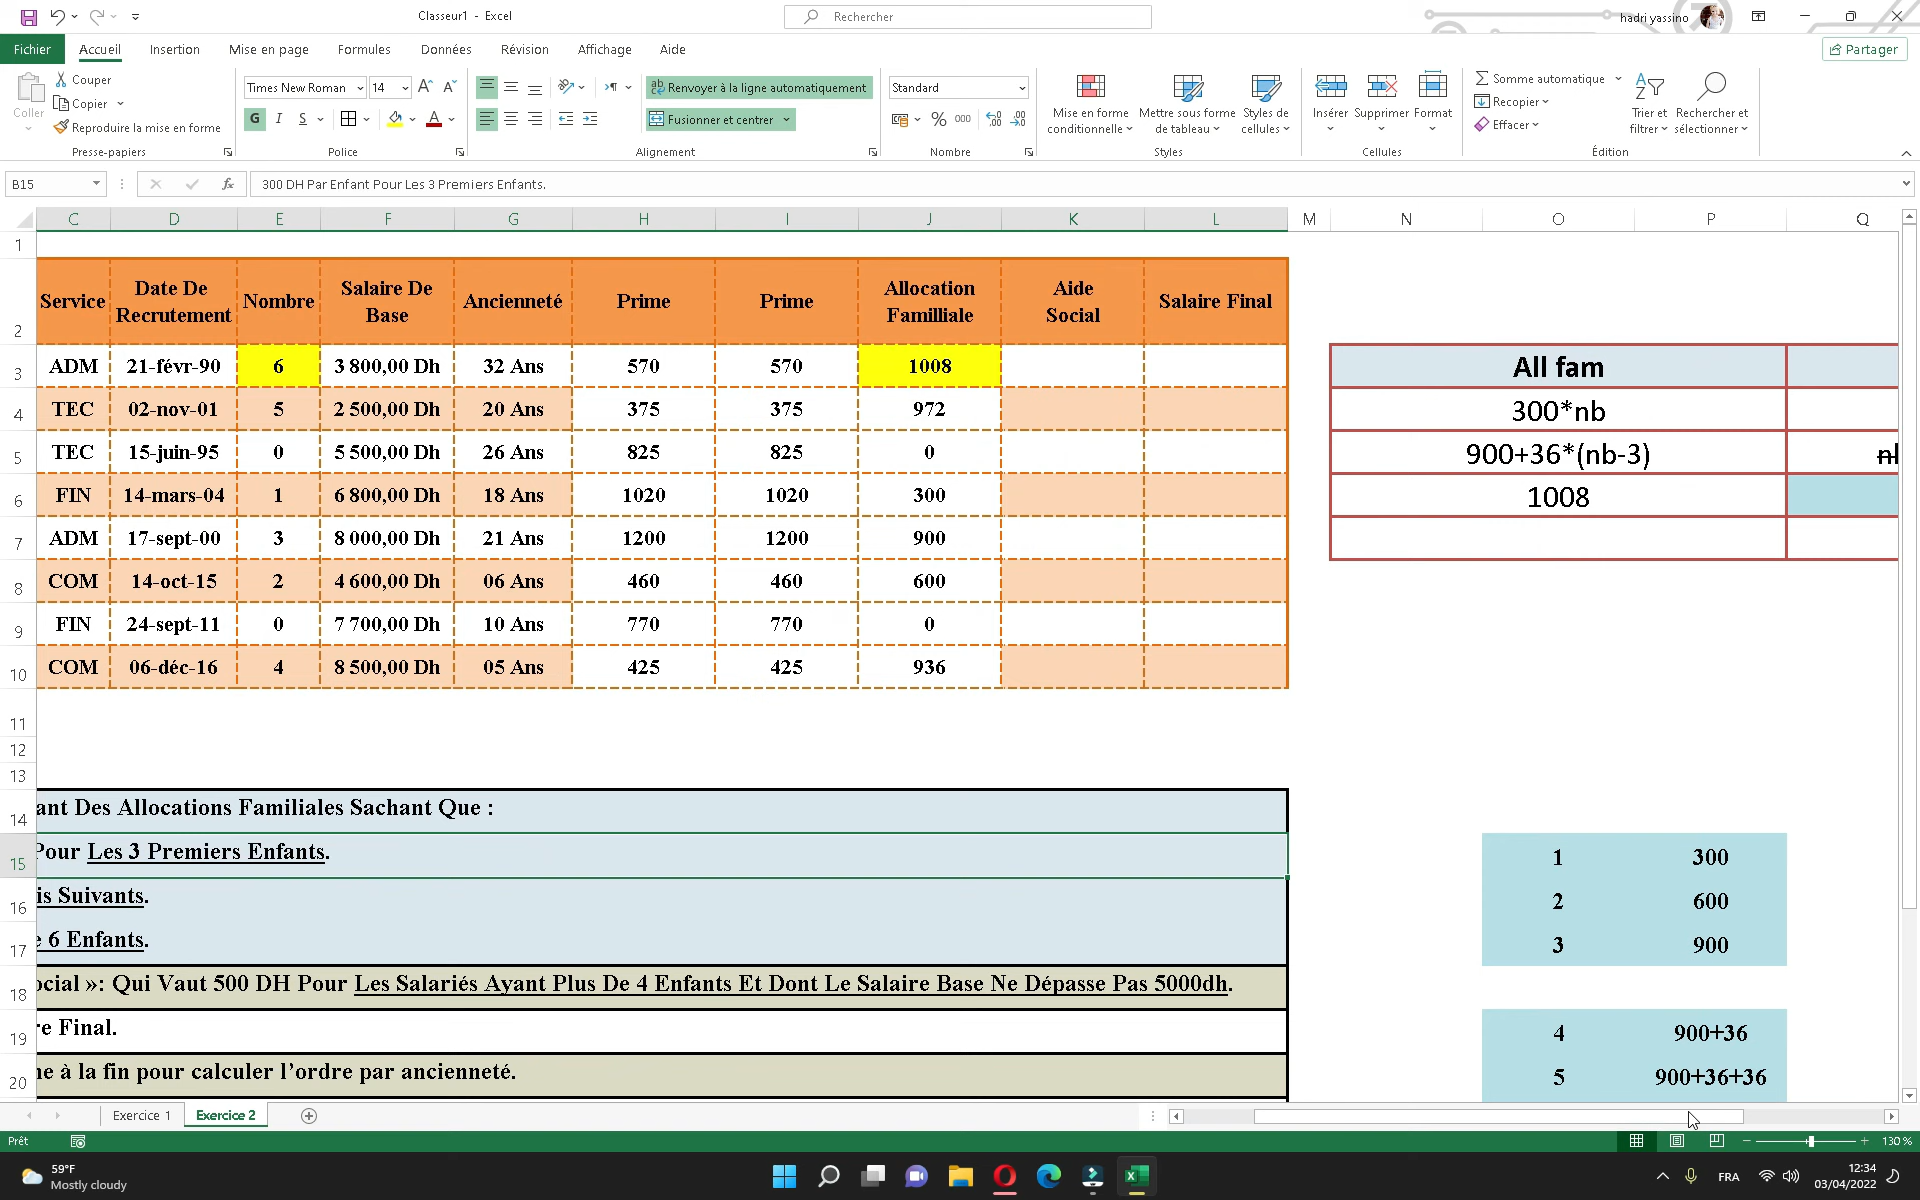 Classeur1 - Excel
Rechercher
hadri yassino
Fichier Accueil Insertion Mise en page Formules Données Révision Affichage Aide
Partager
Coller
Couper
Copier
Reproduire la mise en forme
Presse-papiers
Times New Roman 14
G I S
Police
Renvoyer à la ligne automatiquement
Fusionner et centrer
Alignement
Standard
% 000
Nombre
Mise en forme conditionnelle
Mettre sous forme de tableau
Styles de cellules
Styles
Insérer Supprimer Format
Cellules
Somme automatique
Recopier
Effacer
Trier et filtrer
Rechercher et sélectionner
Édition
B15 fx 300 DH Par Enfant Pour Les 3 Premiers Enfants.
C D E F G H I J K L M N O P Q
1
2 Service Date De Recrutement Nombre Salaire De Base Ancienneté Prime Prime Allocation Familliale Aide Social Salaire Final
3 ADM 21-févr-90 6 3 800,00 Dh 32 Ans 570 570 1008 All fam
4 TEC 02-nov-01 5 2 500,00 Dh 20 Ans 375 375 972 300*nb
5 TEC 15-juin-95 0 5 500,00 Dh 26 Ans 825 825 0 900+36*(nb-3)
6 FIN 14-mars-04 1 6 800,00 Dh 18 Ans 1020 1020 300 1008
7 ADM 17-sept-00 3 8 000,00 Dh 21 Ans 1200 1200 900
8 COM 14-oct-15 2 4 600,00 Dh 06 Ans 460 460 600
9 FIN 24-sept-11 0 7 700,00 Dh 10 Ans 770 770 0
10 COM 06-déc-16 4 8 500,00 Dh 05 Ans 425 425 936
11
12
13
14 ant Des Allocations Familiales Sachant Que :
15 Pour Les 3 Premiers Enfants. 1 300
16 is Suivants. 2 600
17 e 6 Enfants. 3 900
18 ocial »: Qui Vaut 500 DH Pour Les Salariés Ayant Plus De 4 Enfants Et Dont Le Salaire Base Ne Dépasse Pas 5000dh.
19 re Final. 4 900+36
20 ne à la fin pour calculer l'ordre par ancienneté. 5 900+36+36
Exercice 1 Exercice 2
Prêt
130 %
59°F
Mostly cloudy
FRA
12:34
03/04/2022